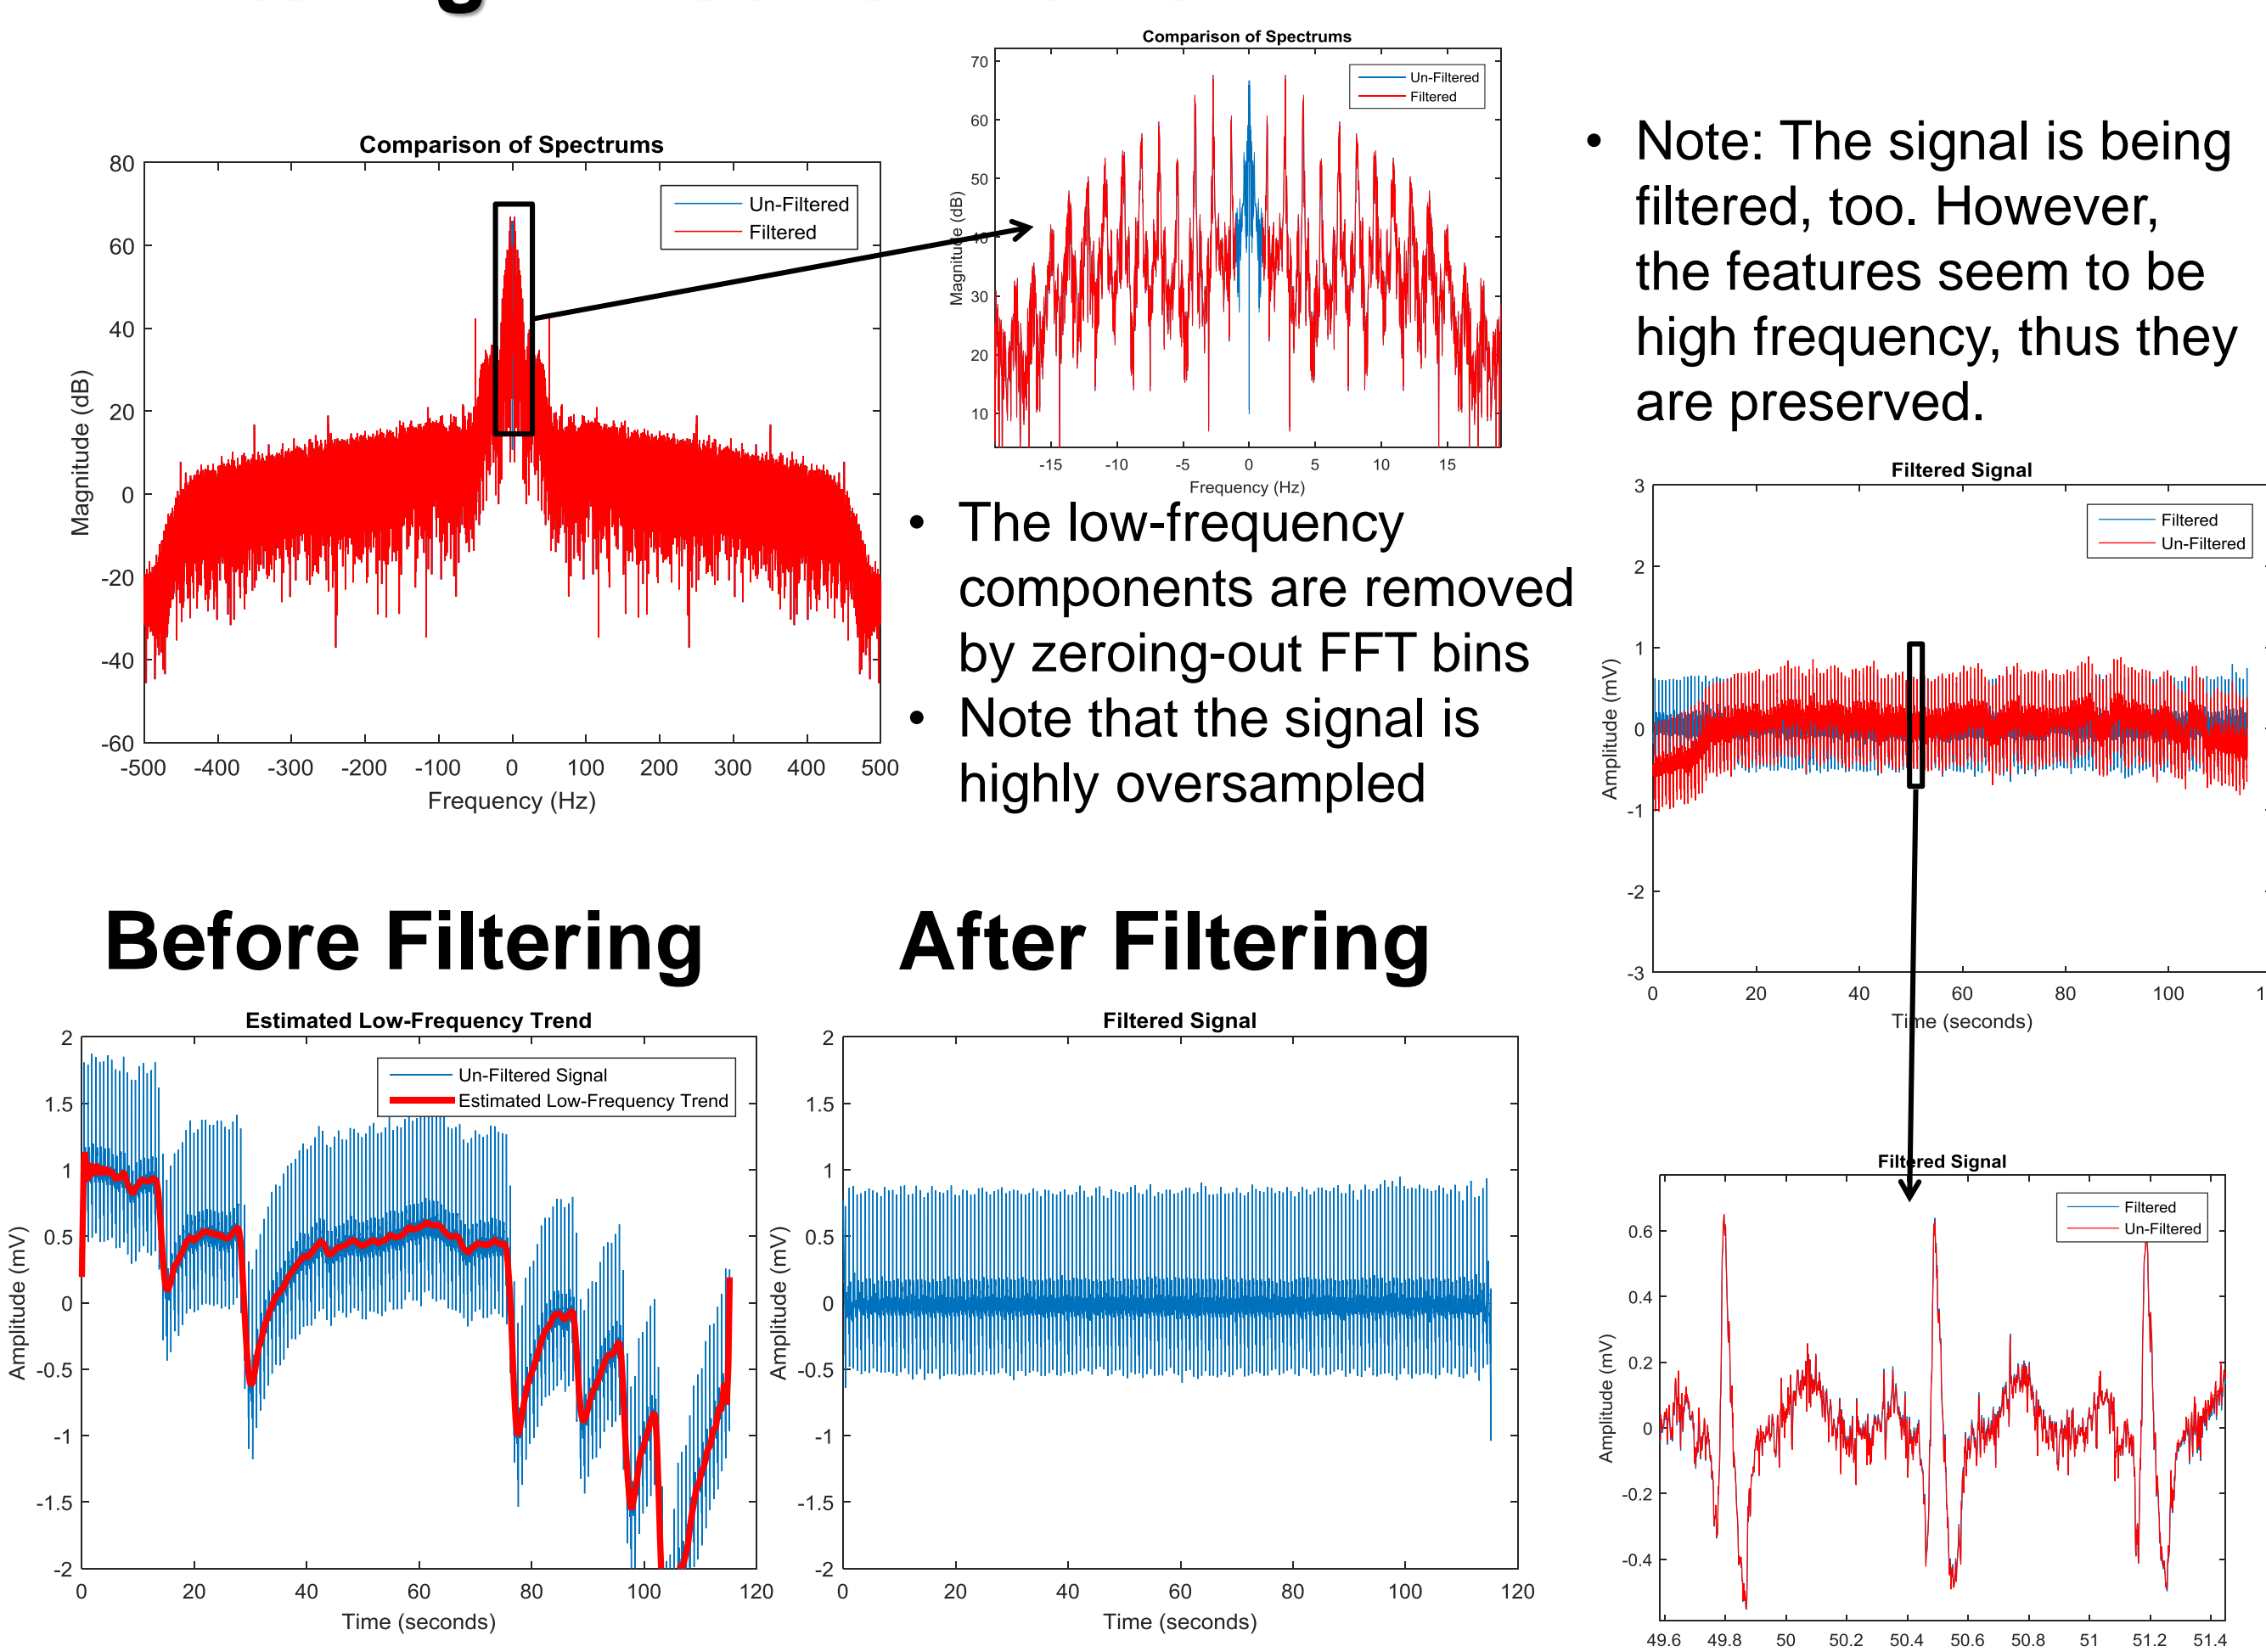 Comparison of Spectrums
80
60
40
20
0
-20
-40
-60
Magnitude (dB)
Un-Filtered
Filtered
-500 -400 -300 -200 -100 0 100 200 300 400 500
Frequency (Hz)
Comparison of Spectrums
70
60
50
40
30
20
10
Magnitude (dB)
Un-Filtered
Filtered
-15 -10 -5 0 5 10 15
Frequency (Hz)
• The low-frequency
components are removed
by zeroing-out FFT bins
• Note that the signal is
highly oversampled
• Note: The signal is being
filtered, too. However,
the features seem to be
high frequency, thus they
are preserved.
Filtered Signal
3
2
1
0
-1
-2
-3
Amplitude (mV)
Filtered
Un-Filtered
0 20 40 60 80 100
Time (seconds)
Before Filtering
Estimated Low-Frequency Trend
2
1.5
1
0.5
0
-0.5
-1
-1.5
-2
Amplitude (mV)
Un-Filtered Signal
Estimated Low-Frequency Trend
0 20 40 60 80 100 120
Time (seconds)
After Filtering
Filtered Signal
2
1.5
1
0.5
0
-0.5
-1
-1.5
-2
Amplitude (mV)
0 20 40 60 80 100 120
Time (seconds)
Filtered Signal
0.6
0.4
0.2
0
-0.2
-0.4
Amplitude (mV)
Filtered
Un-Filtered
49.6 49.8 50 50.2 50.4 50.6 50.8 51 51.2 51.4